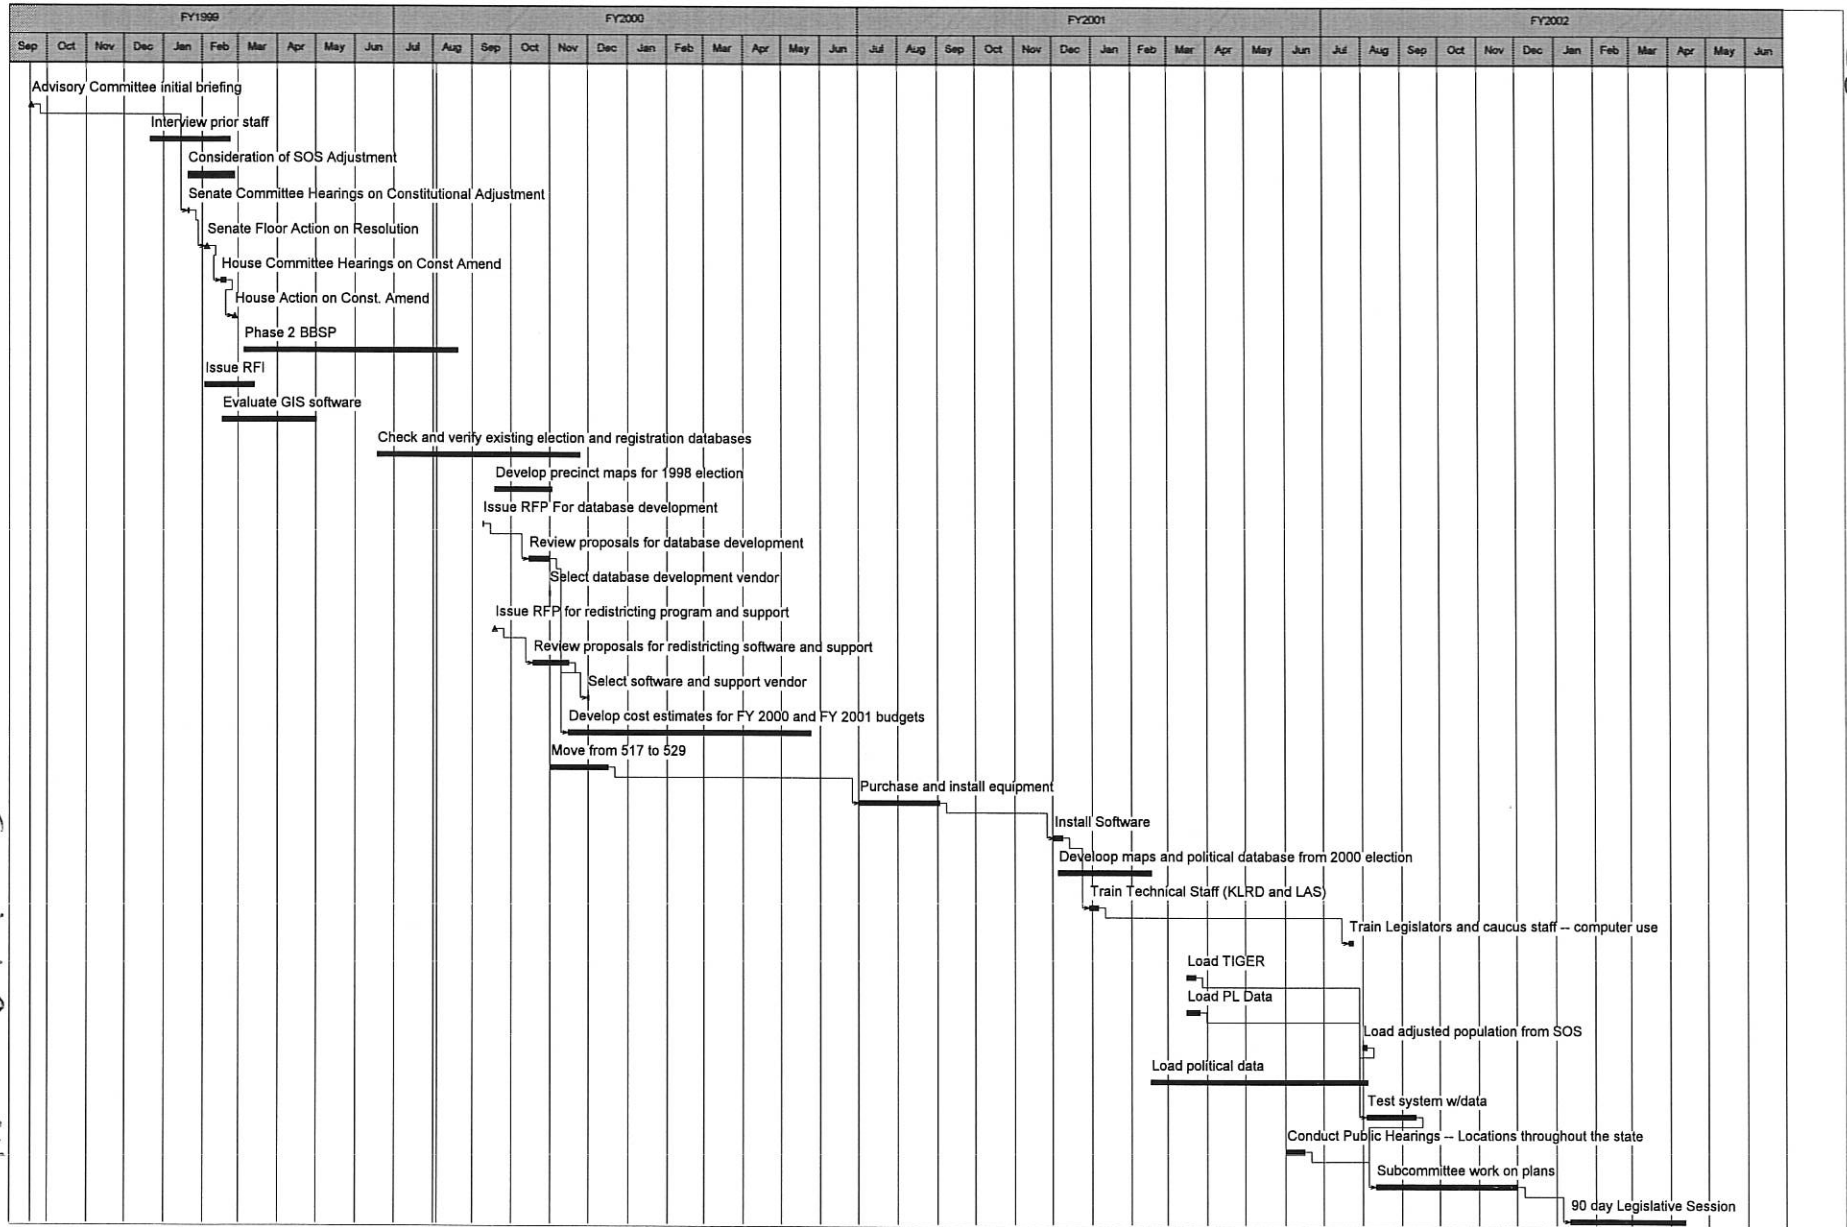 FY1999 FY2000 FY2001 FY2002
Sep Oct Nov Dec Jan Feb Mar Apr May Jun Jul Aug Sep Oct Nov Dec Jan Feb Mar Apr May Jun Jul Aug Sep Oct Nov Dec Jan Feb Mar Apr May Jun Jul Aug Sep Oct Nov Dec Jan Feb Mar Apr May Jun
Advisory Committee initial briefing
Interview prior staff
Consideration of SOS Adjustment
Senate Committee Hearings on Constitutional Adjustment
Senate Floor Action on Resolution
House Committee Hearings on Const Amend
House Action on Const. Amend
Phase 2 BBSP
Issue RFI
Evaluate GIS software
Check and verify existing election and registration databases
Develop precinct maps for 1998 election
Issue RFP For database development
Review proposals for database development
Select database development vendor
Issue RFP for redistricting program and support
Review proposals for redistricting software and support
Select software and support vendor
Develop cost estimates for FY 2000 and FY 2001 budgets
Move from 517 to 529
Purchase and install equipment
Install Software
Develoop maps and political database from 2000 election
Train Technical Staff (KLRD and LAS)
Train Legislators and caucus staff -- computer use
Load TIGER
Load PL Data
Load adjusted population from SOS
Load political data
Test system w/data
Conduct Public Hearings -- Locations throughout the state
Subcommittee work on plans
90 day Legislative Session